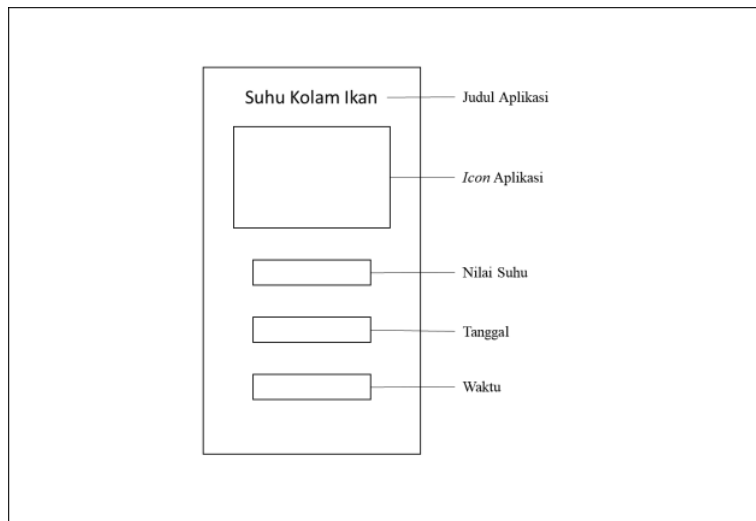 Suhu Kolam Ikan
Judul Aplikasi
Icon Aplikasi
Nilai Suhu
Tanggal
Waktu